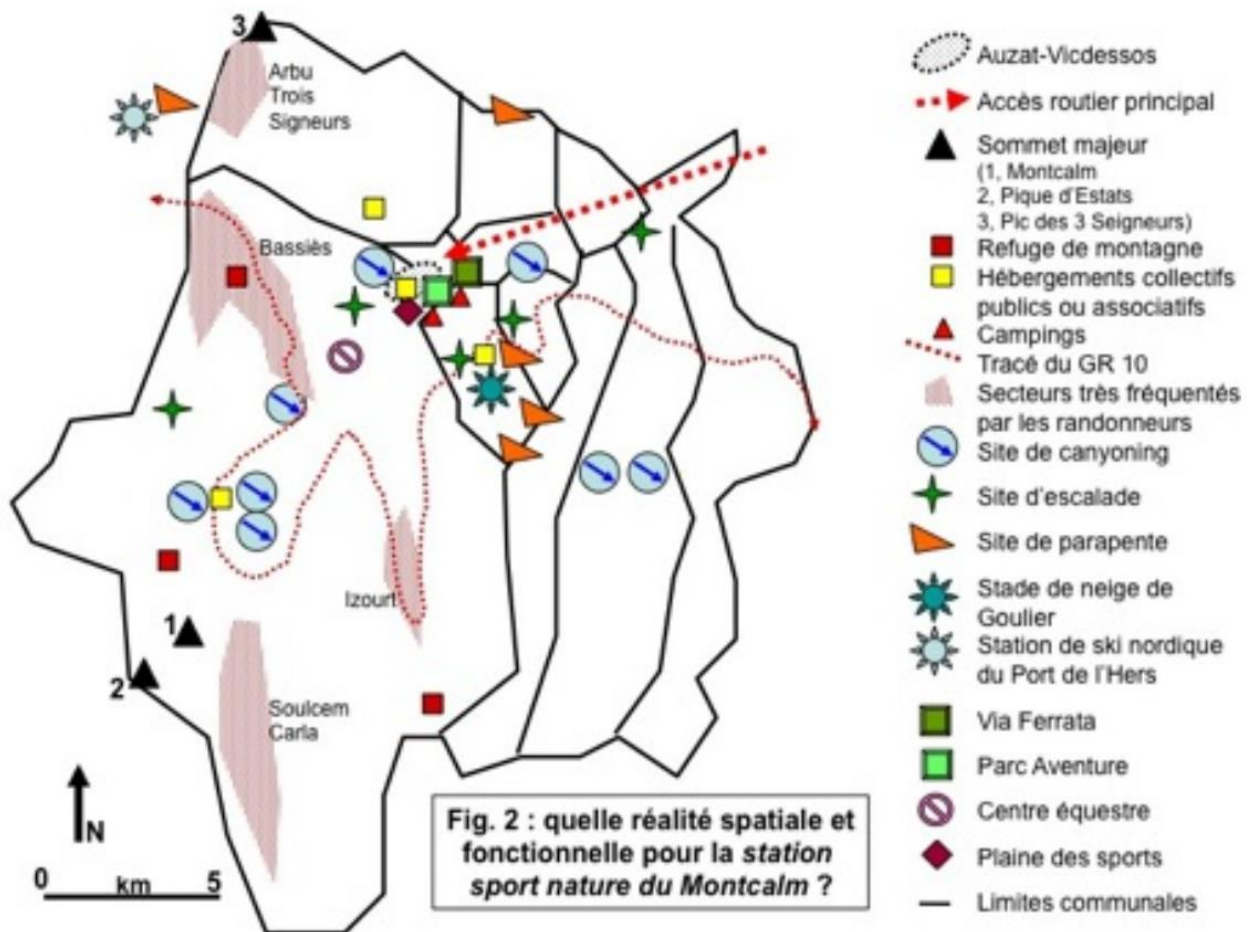 3
Arbu
Trois
Signeurs
Bassiès
Izourt
1
2
Soulcem
Carla
N
0 km 5
Fig. 2 : quelle réalité spatiale et
fonctionnelle pour la station
sport nature du Montcalm ?
Auzat-Vicdessos
Accès routier principal
Sommet majeur
(1, Montcalm
2, Pique d'Estats
3, Pic des 3 Seigneurs)
Refuge de montagne
Hébergements collectifs
publics ou associatifs
Campings
Tracé du GR 10
Secteurs très fréquentés
par les randonneurs
Site de canyoning
Site d'escalade
Site de parapente
Stade de neige de
Goulier
Station de ski nordique
du Port de l'Hers
Via Ferrata
Parc Aventure
Centre équestre
Plaine des sports
Limites communales